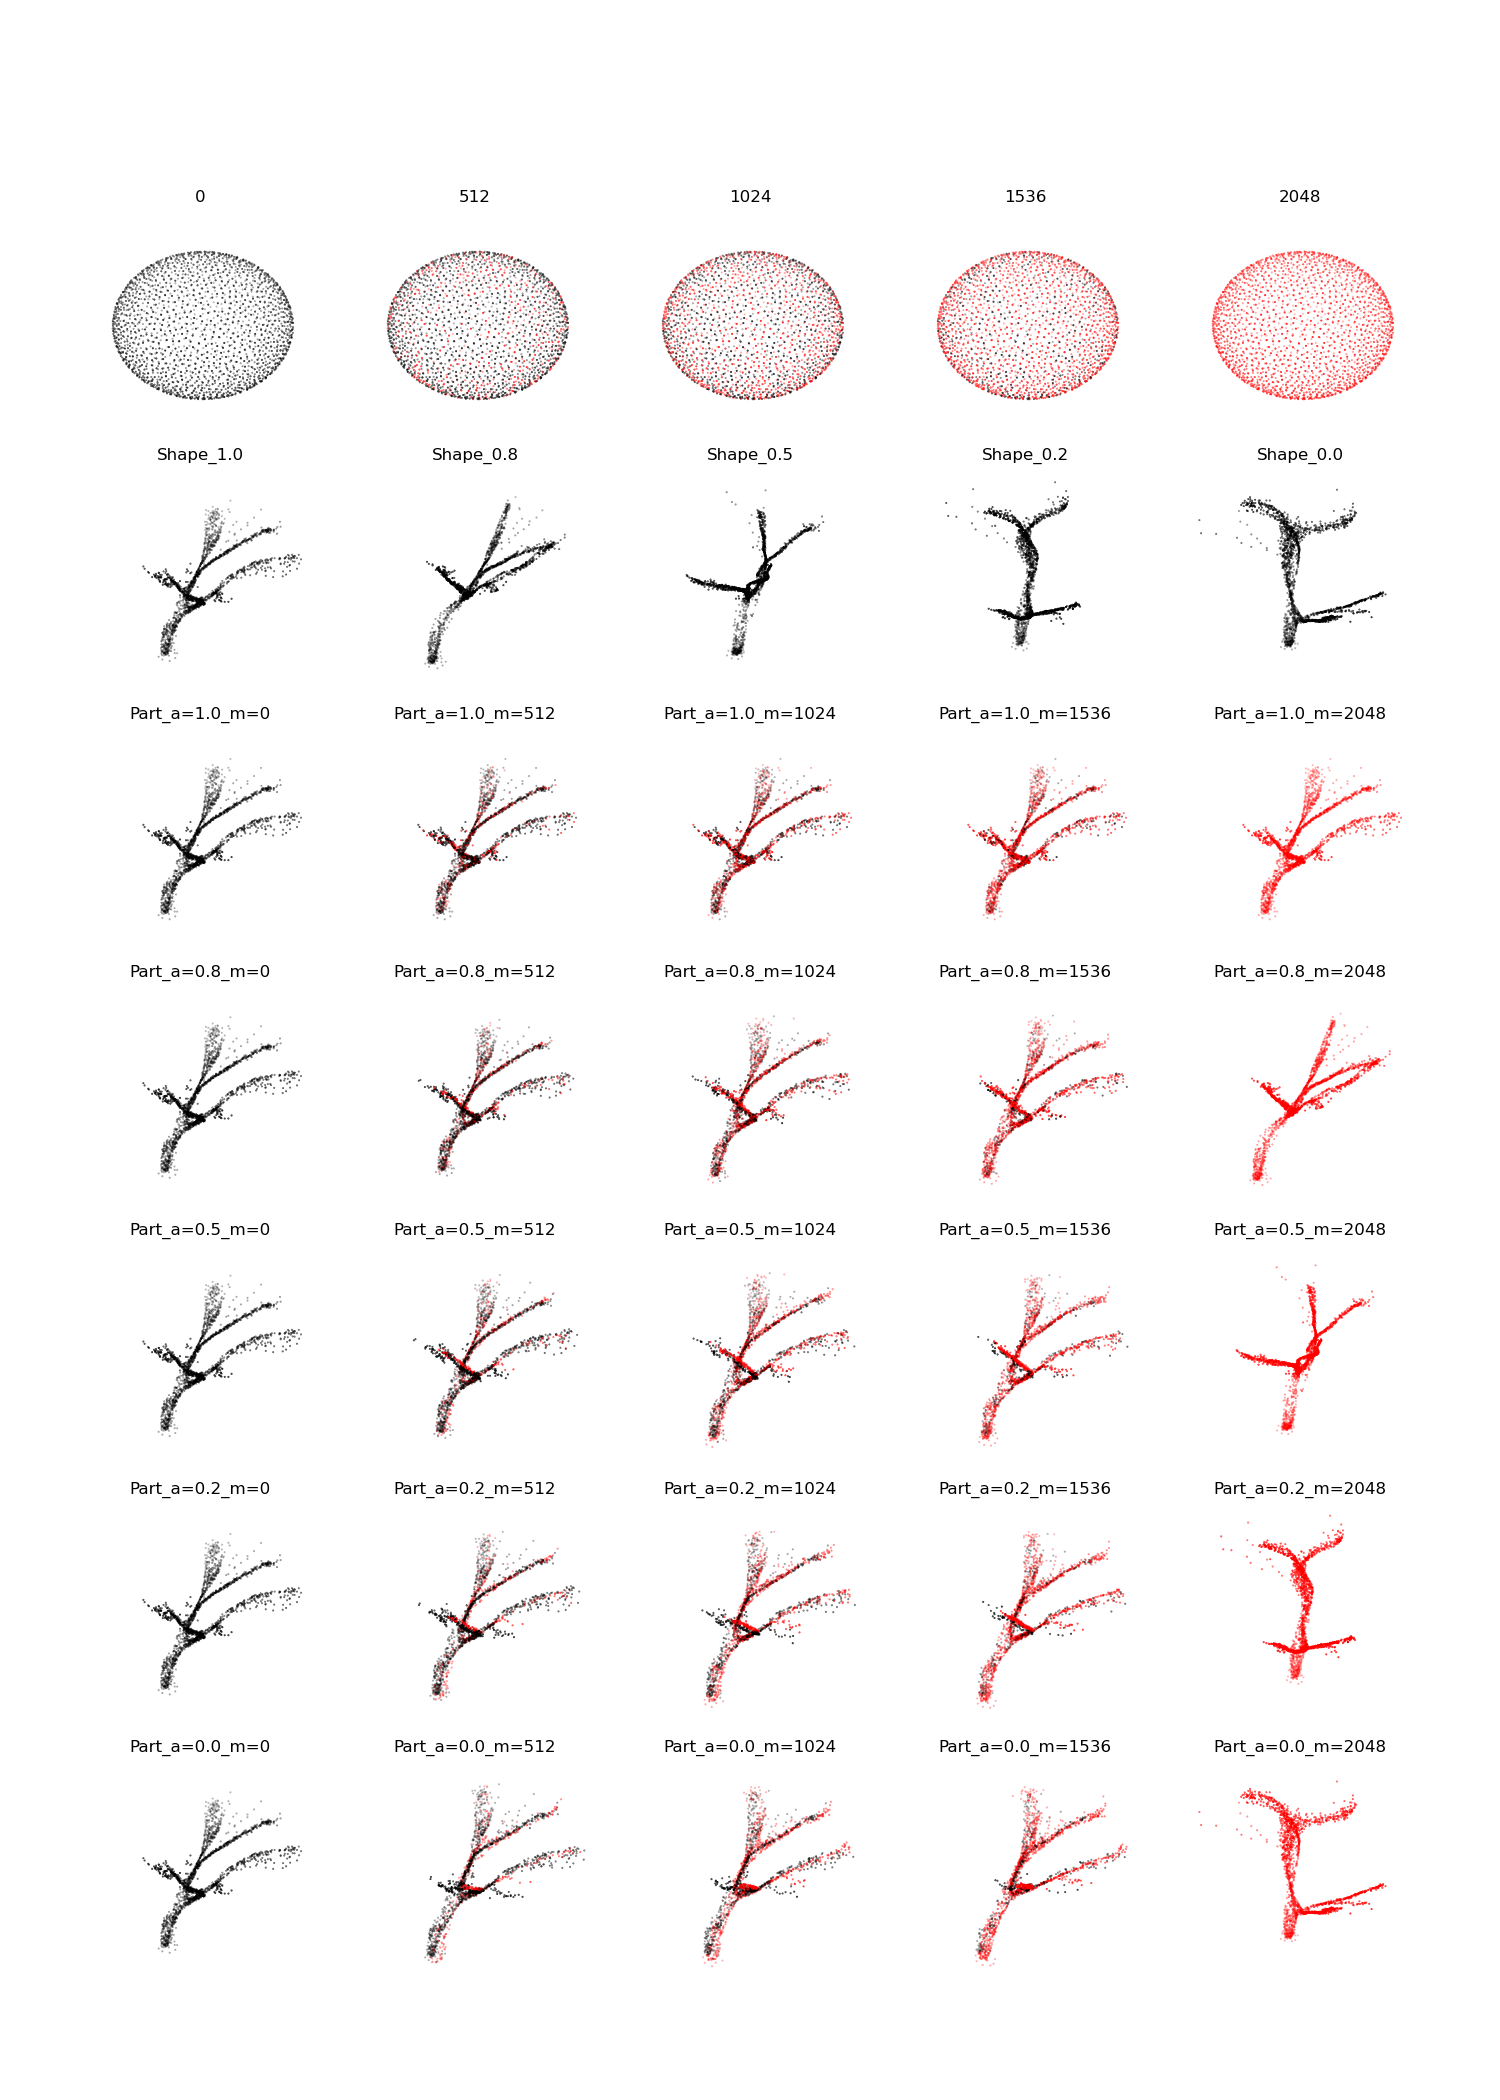 0 512 1024 1536 2048
Shape_1.0 Shape_0.8 Shape_0.5 Shape_0.2 Shape_0.0
Part_a=1.0_m=0 Part_a=1.0_m=512 Part_a=1.0_m=1024 Part_a=1.0_m=1536 Part_a=1.0_m=2048
Part_a=0.8_m=0 Part_a=0.8_m=512 Part_a=0.8_m=1024 Part_a=0.8_m=1536 Part_a=0.8_m=2048
Part_a=0.5_m=0 Part_a=0.5_m=512 Part_a=0.5_m=1024 Part_a=0.5_m=1536 Part_a=0.5_m=2048
Part_a=0.2_m=0 Part_a=0.2_m=512 Part_a=0.2_m=1024 Part_a=0.2_m=1536 Part_a=0.2_m=2048
Part_a=0.0_m=0 Part_a=0.0_m=512 Part_a=0.0_m=1024 Part_a=0.0_m=1536 Part_a=0.0_m=2048